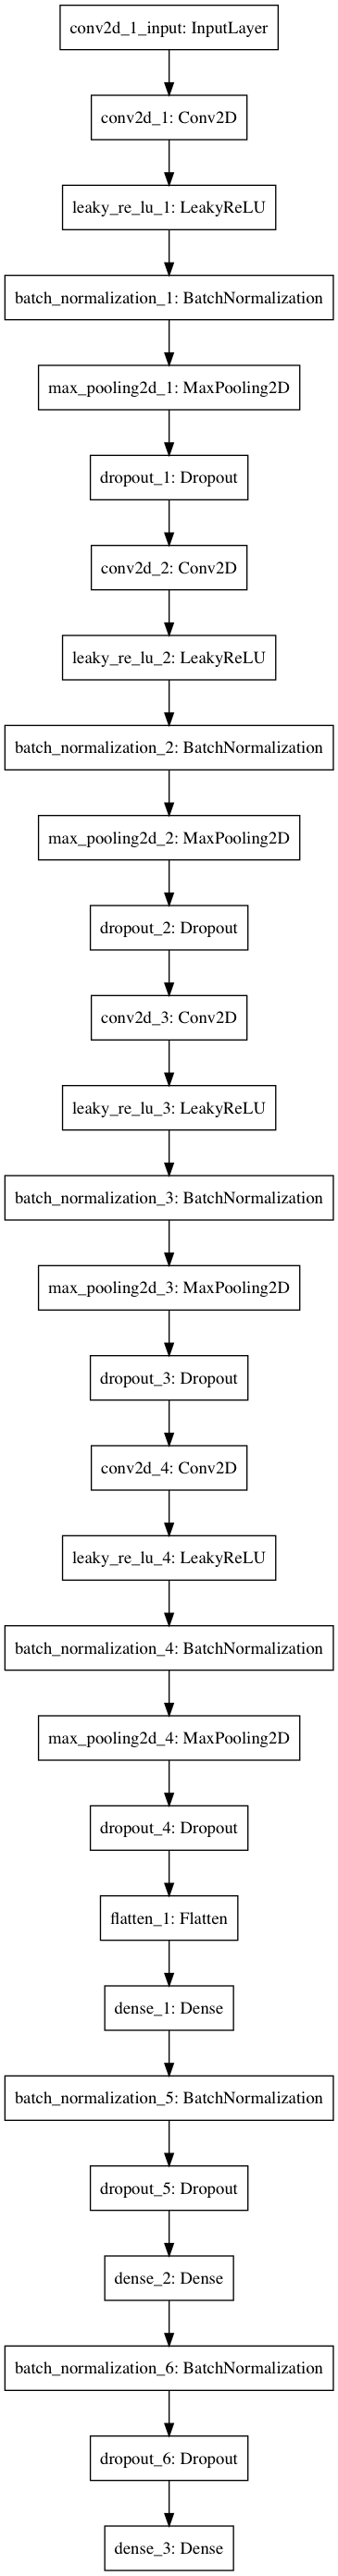 conv2d_1_input: InputLayer
conv2d_1: Conv2D
leaky_re_lu_1: LeakyReLU
batch_normalization_1: BatchNormalization
max_pooling2d_1: MaxPooling2D
dropout_1: Dropout
conv2d_2: Conv2D
leaky_re_lu_2: LeakyReLU
batch_normalization_2: BatchNormalization
max_pooling2d_2: MaxPooling2D
dropout_2: Dropout
conv2d_3: Conv2D
leaky_re_lu_3: LeakyReLU
batch_normalization_3: BatchNormalization
max_pooling2d_3: MaxPooling2D
dropout_3: Dropout
conv2d_4: Conv2D
leaky_re_lu_4: LeakyReLU
batch_normalization_4: BatchNormalization
max_pooling2d_4: MaxPooling2D
dropout_4: Dropout
flatten_1: Flatten
dense_1: Dense
batch_normalization_5: BatchNormalization
dropout_5: Dropout
dense_2: Dense
batch_normalization_6: BatchNormalization
dropout_6: Dropout
dense_3: Dense